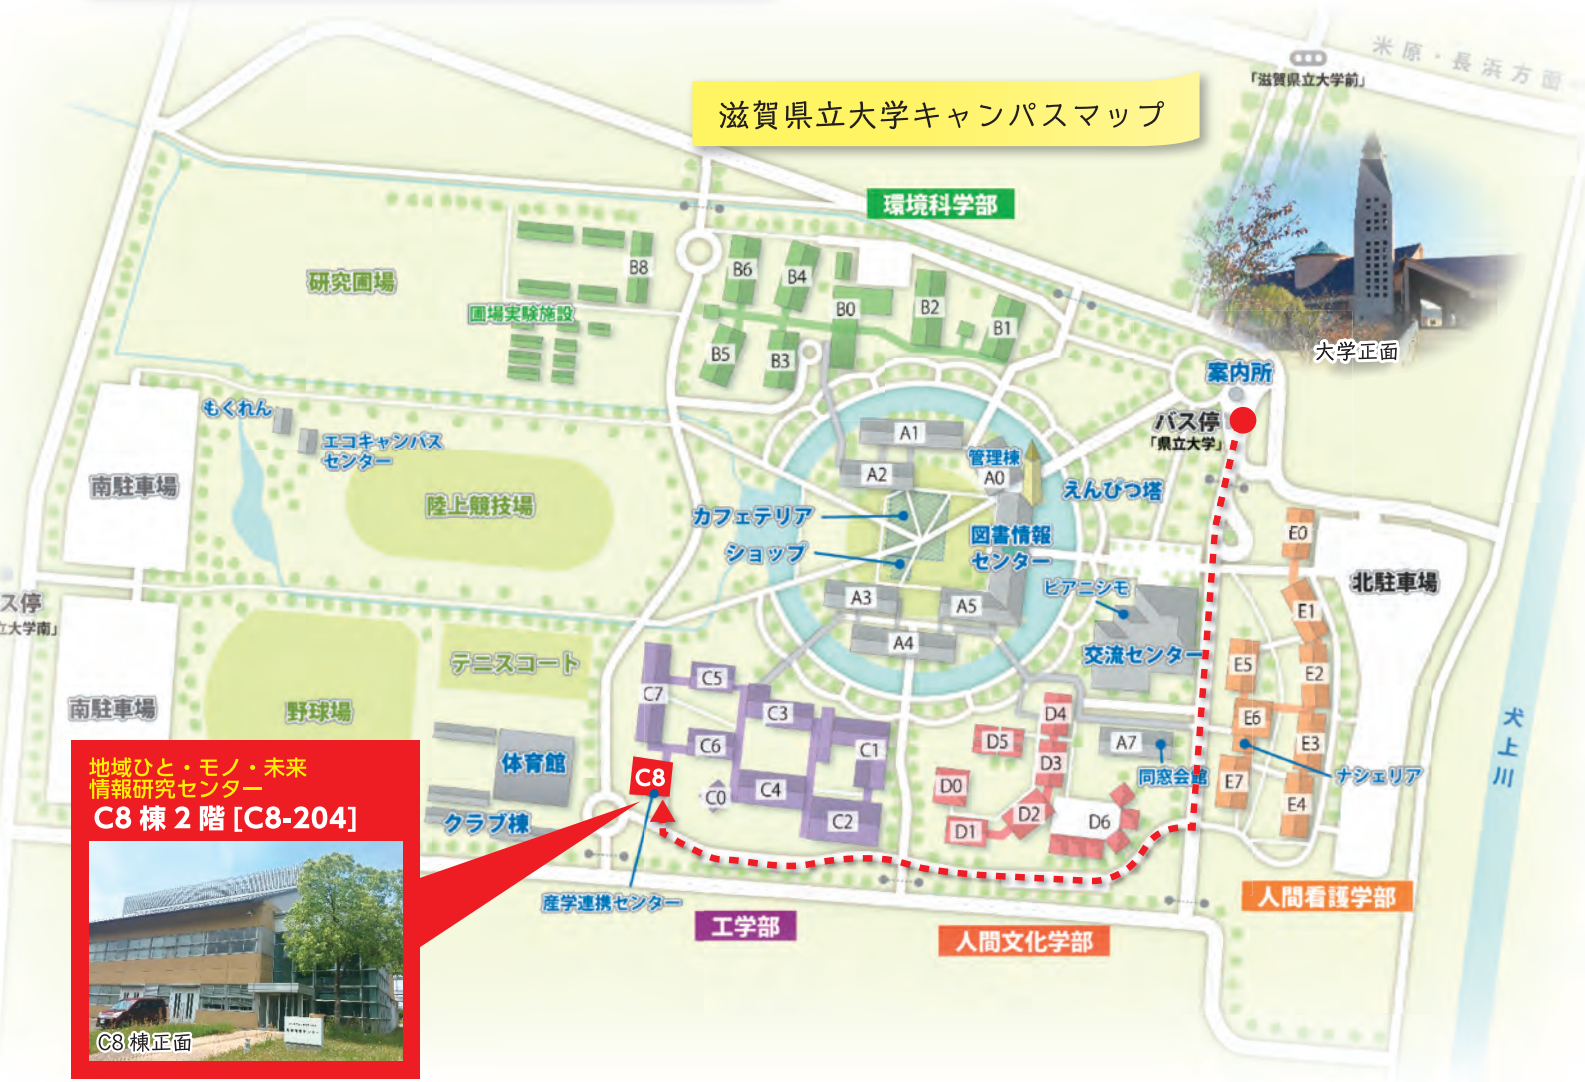 米原・長浜方面
「滋賀県立大学前」
滋賀県立大学キャンパスマップ
大学正面
環境科学部
研究圃場
圃場実験施設
B8
B6
B4
B0
B2
B1
B5
B3
案内所
バス停
「県立大学」
もくれん
エコキャンパス
センター
南駐車場
陸上競技場
A1
A2
管理棟
A0
えんぴつ塔
カフェテリア
ショップ
図書情報
センター
A3
A5
A4
ピアニシモ
交流センター
E0
E1
E2
E5
E6
E3
E7
E4
北駐車場
ナシェリア
ス停
立大学南」
テニスコート
南駐車場
野球場
体育館
クラブ棟
C7
C5
C3
C6
C1
C8
C0
C4
C2
D4
D5
D3
D0
D2
D1
D6
A7
同窓会館
犬上川
産学連携センター
工学部
人間文化学部
人間看護学部
地域ひと・モノ・未来
情報研究センター
C8 棟 2 階 [C8-204]
C8 棟正面